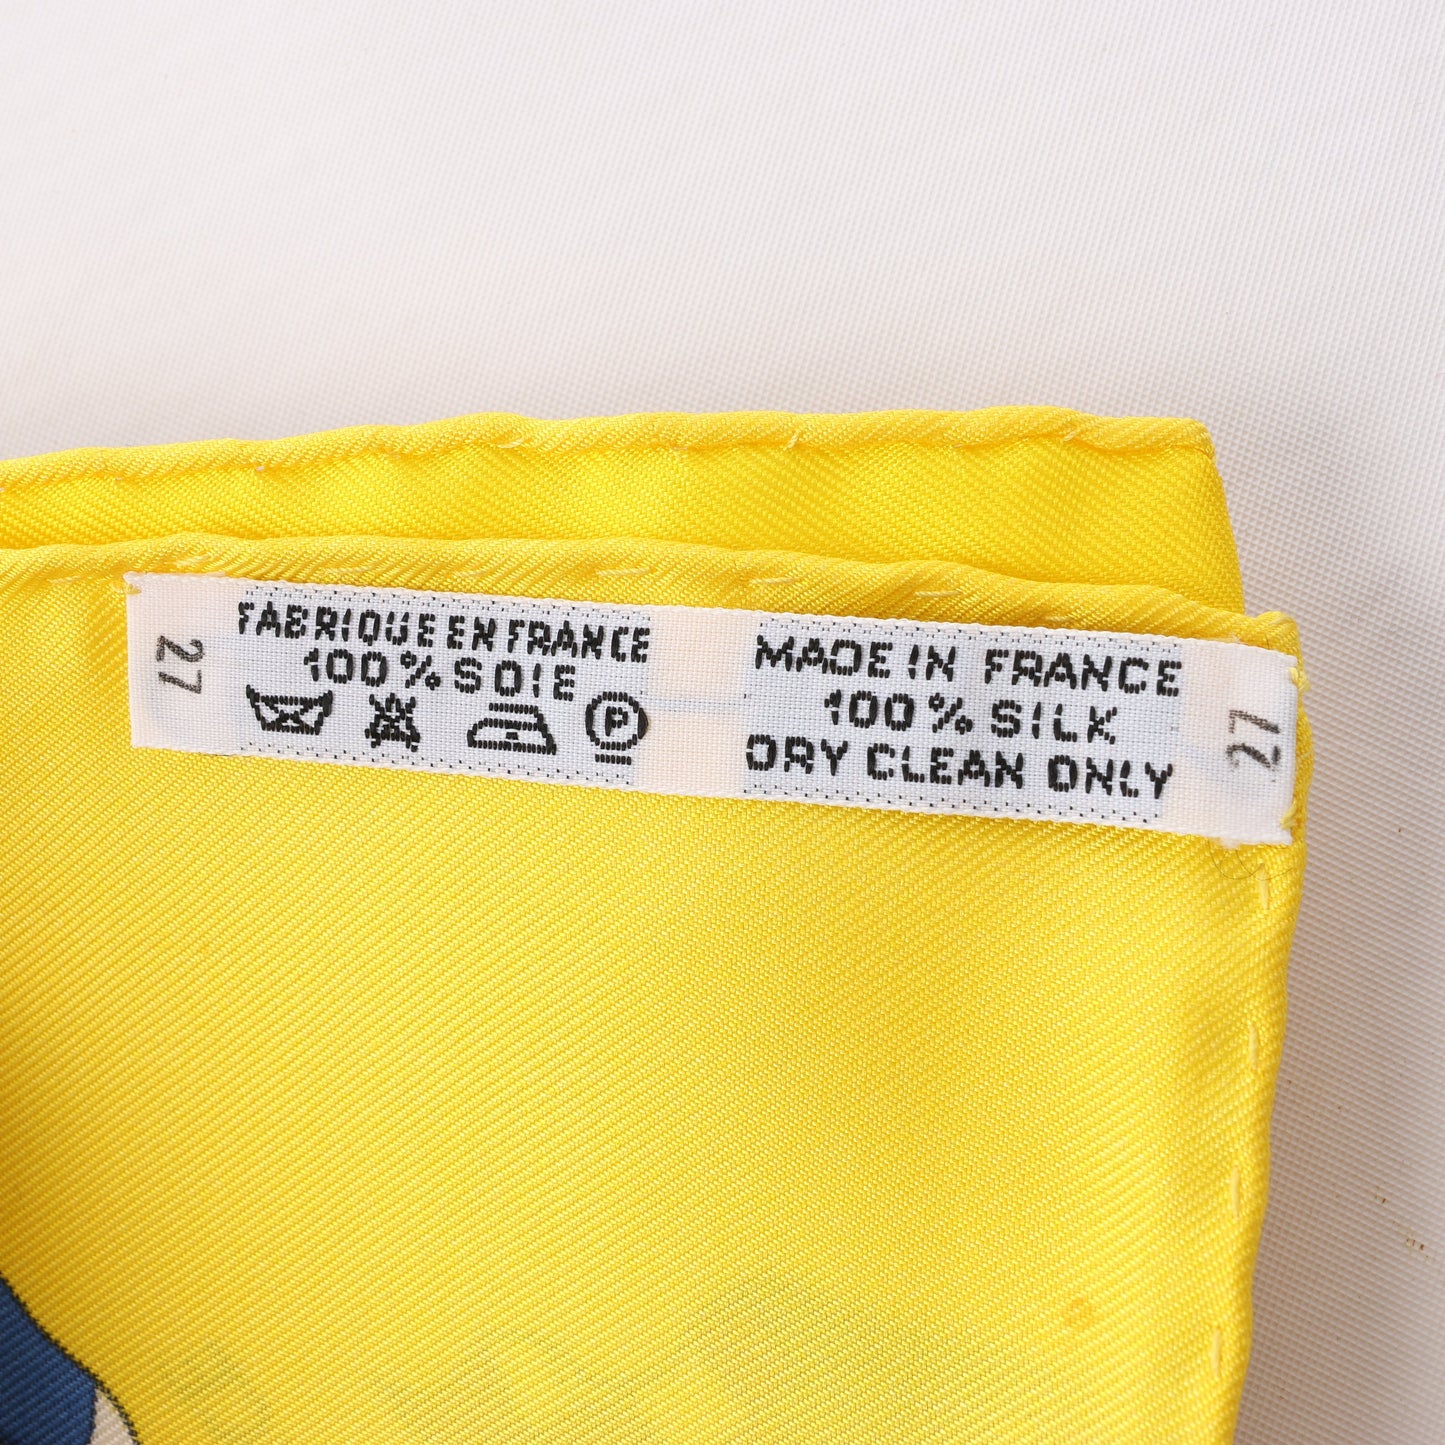 27
FABRIQUE EN FRANCE
100% SOIE
P
MADE IN FRANCE
100% SILK
DRY CLEAN ONLY
27